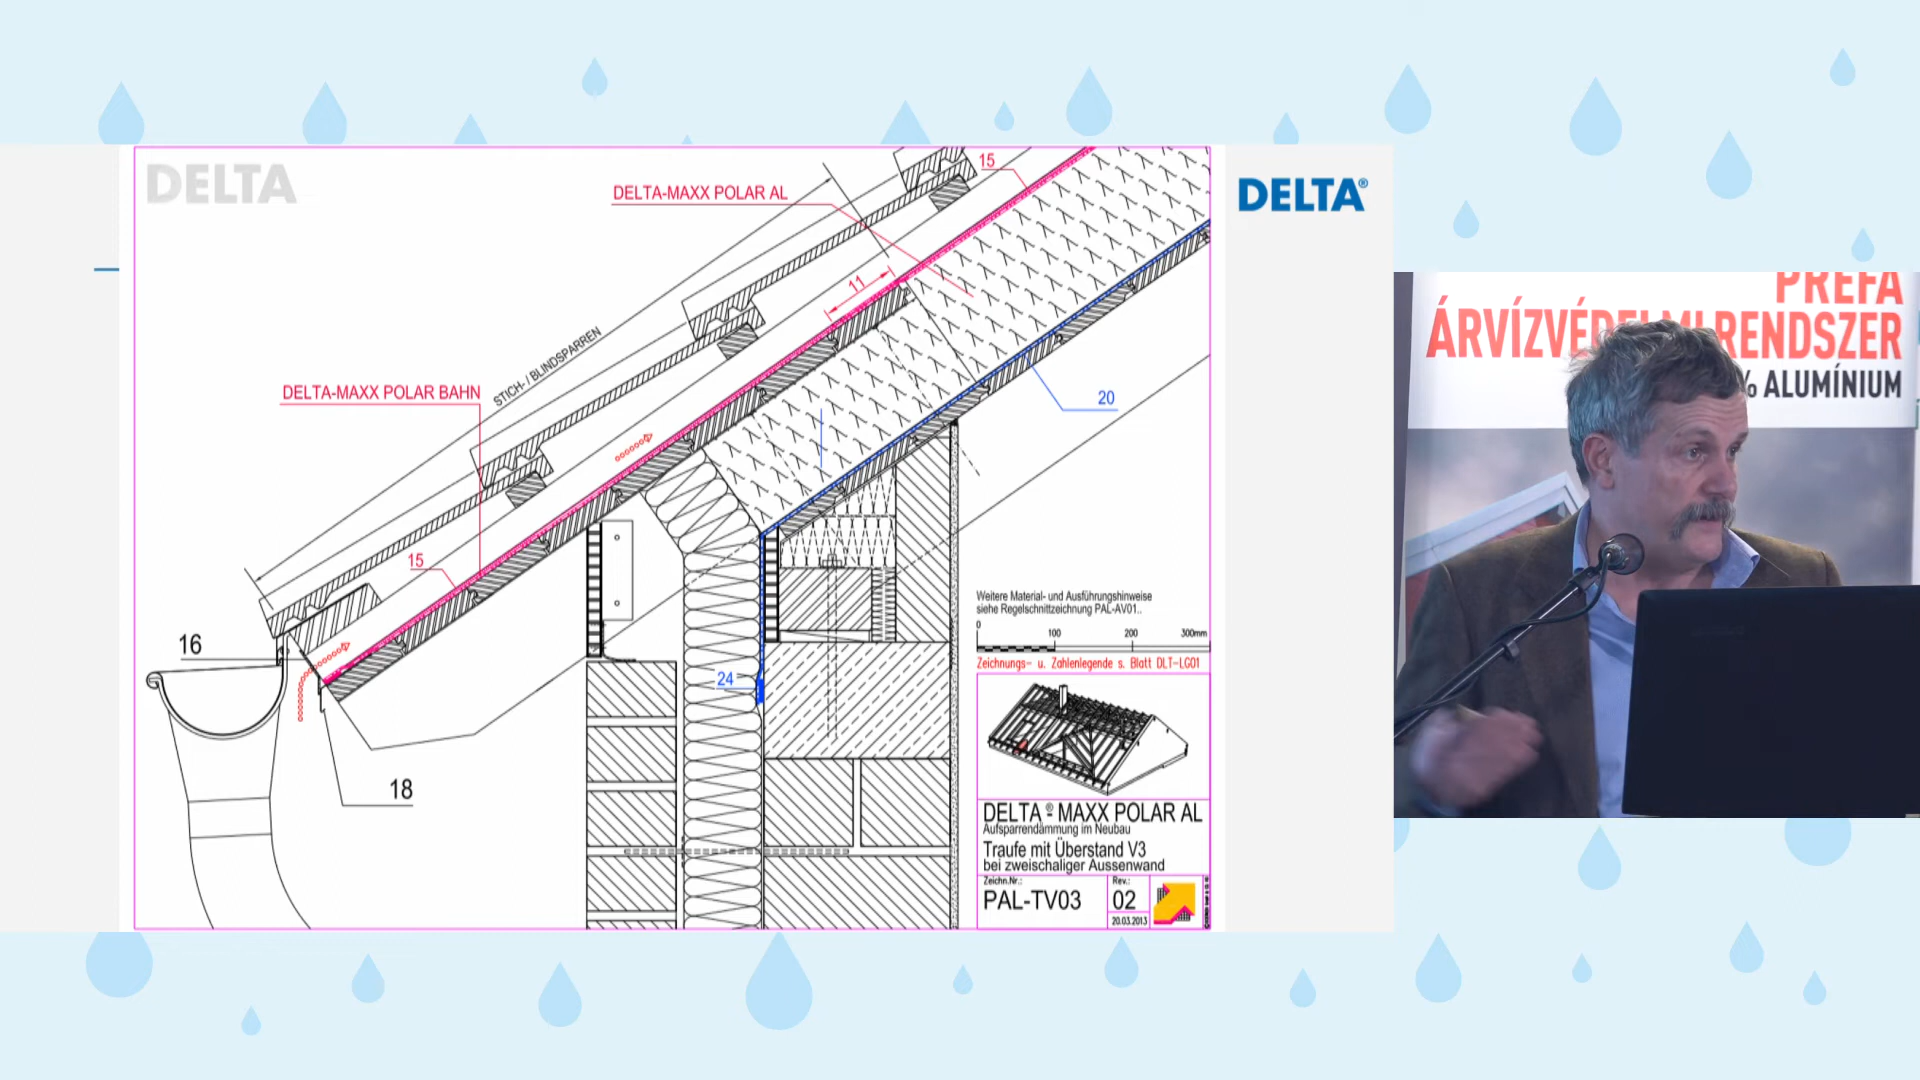 DELTA
DELTA®
DELTA-MAXX POLAR AL
15
11
STICH- / BLINDSPARREN
DELTA-MAXX POLAR BAHN
20
15
16
24
18
Weitere Material- und Ausführungshinweise
siehe Regelschnittzeichnung PAL-AV01..
0 100 200 300mm
Zeichnungs- u. Zahlenlegende s. Blatt DLT-LG01
DELTA® MAXX POLAR AL
Aufsparrendämmung im Neubau
Traufe mit Überstand V3
bei zweischaliger Aussenwand
Zeichn.Nr.:
PAL-TV03
Rev.:
02
20.03.2013
PREFA
RENDSZER
% ALUMÍNIUM